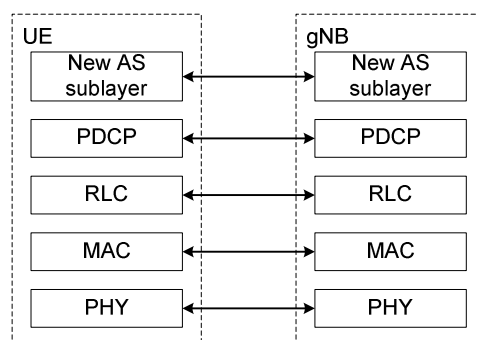 UE
gNB
New AS
sublayer
New AS
sublayer
PDCP
PDCP
RLC
RLC
MAC
MAC
PHY
PHY